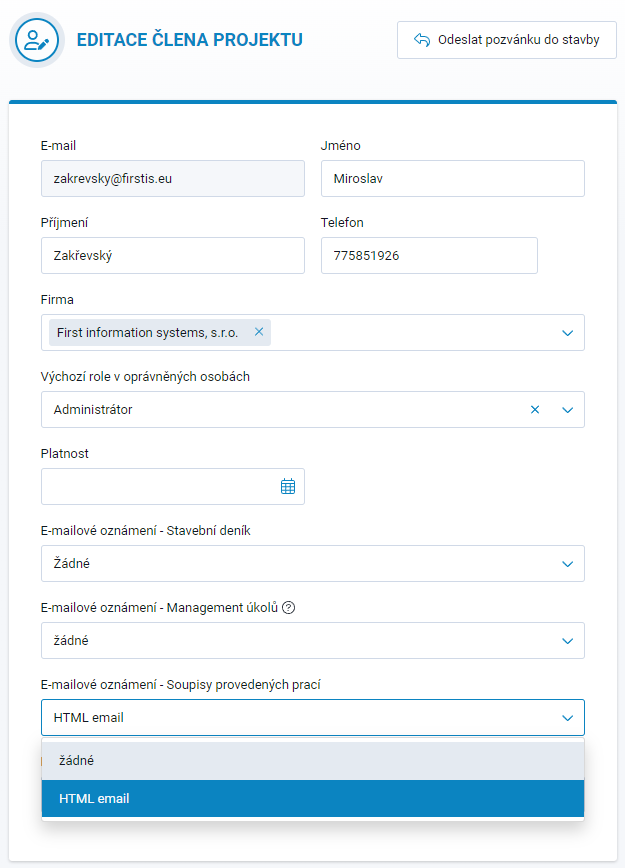 EDITACE ČLENA PROJEKTU
Odeslat pozvánku do stavby
E-mail
Jméno
zakrevsky@firstis.eu
Miroslav
Příjmení
Telefon
Zakřevský
775851926
Firma
First information systems, s.r.o.
Výchozí role v oprávněných osobách
Administrátor
Platnost
E-mailové oznámení - Stavební deník
Žádné
E-mailové oznámení - Management úkolů
žádné
E-mailové oznámení - Soupisy provedených prací
HTML email
žádné
HTML email